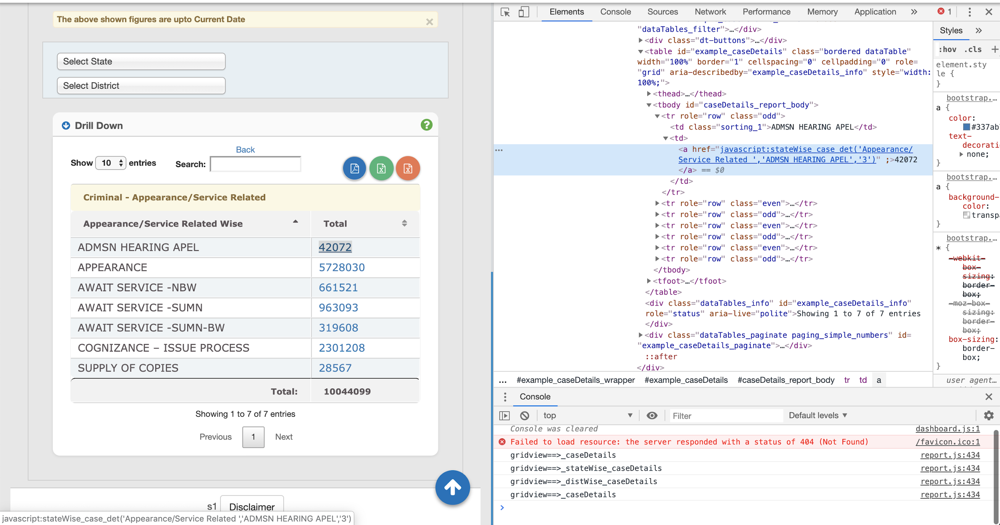 The above shown figures are upto Current Date
×
Select State
Select District
Drill Down
?
Back
Show 10 entries
Search:
Criminal - Appearance/Service Related
Appearance/Service Related Wise Total
ADMSN HEARING APEL 42072
APPEARANCE 5728030
AWAIT SERVICE -NBW 661521
AWAIT SERVICE -SUMN 963093
AWAIT SERVICE -SUMN-BW 319608
COGNIZANCE – ISSUE PROCESS 2301208
SUPPLY OF COPIES 28567
Total: 10044099
Showing 1 to 7 of 7 entries
Previous 1 Next
s1 Disclaimer
javascript:stateWise_case_det('Appearance/Service Related ','ADMSN HEARING APEL','3')
Elements Console Sources Network Performance Memory Application » 1
"dataTables_filter">…</div>
<div class="dt-buttons">…</div>
<table id="example_caseDetails" class="bordered dataTable"
width="100%" border="1" cellspacing="0" cellpadding="0" role=
"grid" aria-describedby="example_caseDetails_info" style="width:
100%;">
<thead>…</thead>
<tbody id="caseDetails_report_body">
<tr role="row" class="odd">
<td class="sorting_1">ADMSN HEARING APEL</td>
<td>
… <a href="javascript:stateWise_case_det('Appearance/
Service Related ','ADMSN HEARING APEL','3')" ;>42072
</a> == $0
</td>
</tr>
<tr role="row" class="even">…</tr>
<tr role="row" class="odd">…</tr>
<tr role="row" class="even">…</tr>
<tr role="row" class="odd">…</tr>
<tr role="row" class="even">…</tr>
<tr role="row" class="odd">…</tr>
</tbody>
<tfoot>…</tfoot>
</table>
<div class="dataTables_info" id="example_caseDetails_info"
role="status" aria-live="polite">Showing 1 to 7 of 7 entries
</div>
<div class="dataTables_paginate paging_simple_numbers" id=
"example_caseDetails_paginate">…</div>
::after
</div>
… #example_caseDetails_wrapper #example_caseDetails #caseDetails_report_body tr td a
Styles »
:hov .cls +
element.sty
le {
}
bootstrap.…
a {
color:
#337ab
text-
decorati
none;
}
bootstrap.…
a {
background-
color:
transp
}
bootstrap.…
* {
-webkit-
box-
sizing:
border-
box;
-moz-box-
sizing:
border-
box;
box-sizing:
border-
box;
}
user agent…
Console
top Filter Default levels
Console was cleared dashboard.js:1
Failed to load resource: the server responded with a status of 404 (Not Found) /favicon.ico:1
gridview==>_caseDetails report.js:434
gridview==>_stateWise_caseDetails report.js:434
gridview==>_distWise_caseDetails report.js:434
gridview==>_caseDetails report.js:434
>